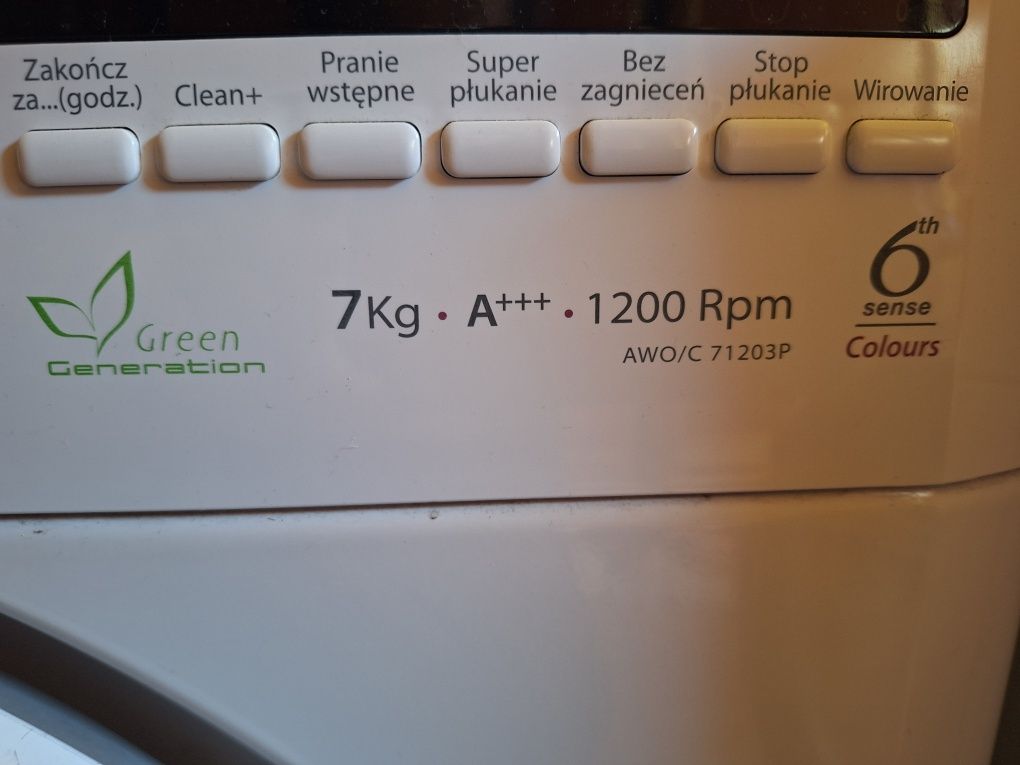 Zakończ
za...(godz.)
Clean+
Pranie
wstępne
Super
płukanie
Bez
zagnieceń
Stop
płukanie
Wirowanie
Green
Generation
7Kg • A+++ • 1200 Rpm
AWO/C 71203P
6th
sense
Colours